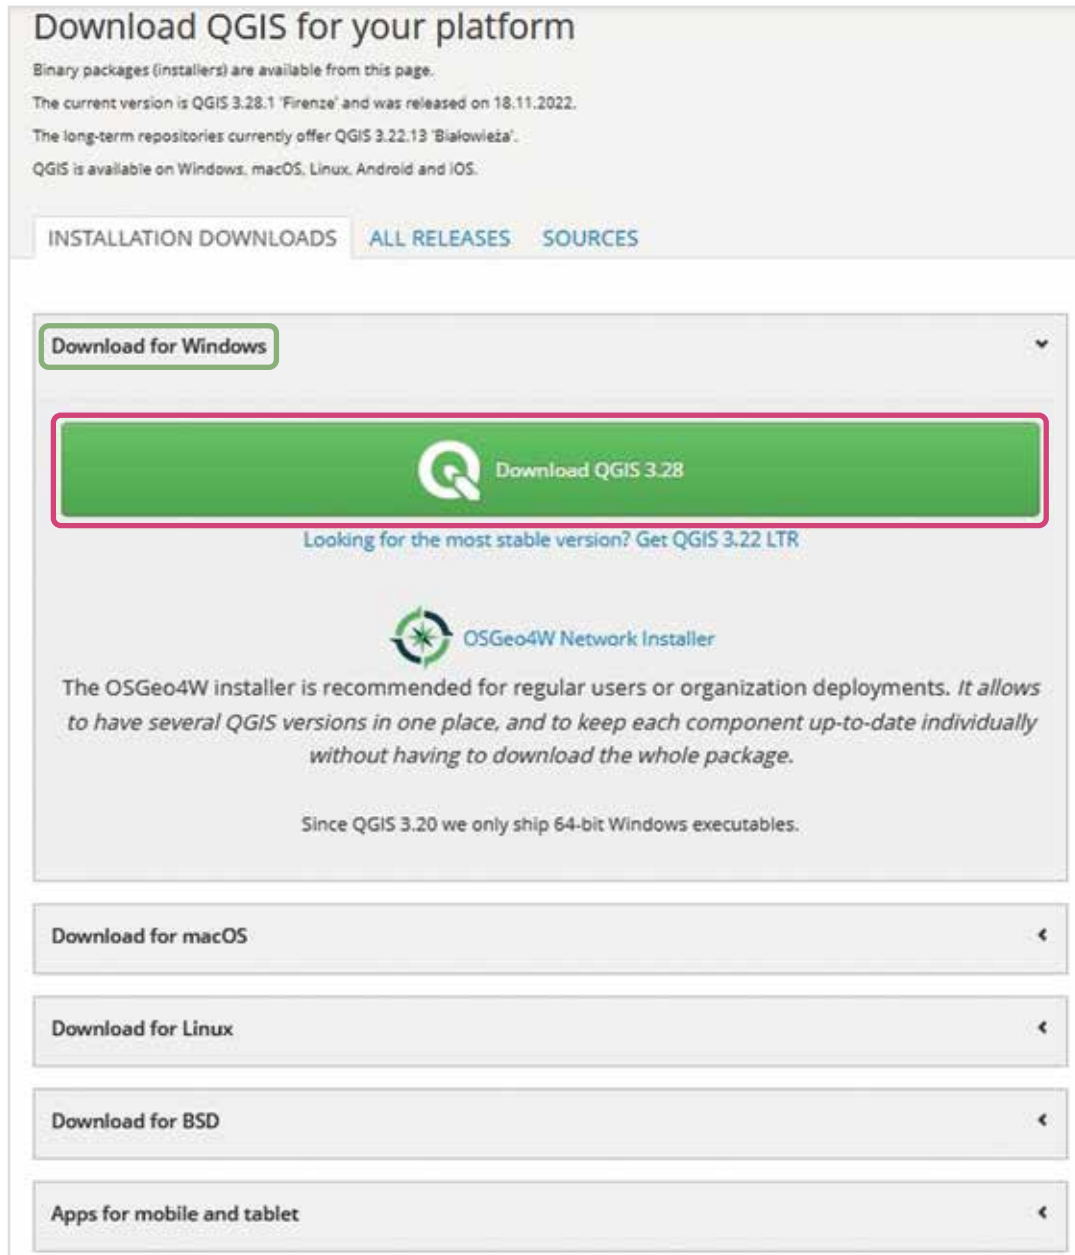 Download QGIS for your platform
Binary packages (installers) are available from this page.
The current version is QGIS 3.28.1 'Firenze' and was released on 18.11.2022.
The long-term repositories currently offer QGIS 3.22.13 'Białowieża'.
QGIS is available on Windows, macOS, Linux, Android and iOS.
INSTALLATION DOWNLOADS ALL RELEASES SOURCES
Download for Windows
Download QGIS 3.28
Looking for the most stable version? Get QGIS 3.22 LTR
OSGeo4W Network Installer
The OSGeo4W installer is recommended for regular users or organization deployments. It allows
to have several QGIS versions in one place, and to keep each component up-to-date individually
without having to download the whole package.
Since QGIS 3.20 we only ship 64-bit Windows executables.
Download for macOS
Download for Linux
Download for BSD
Apps for mobile and tablet